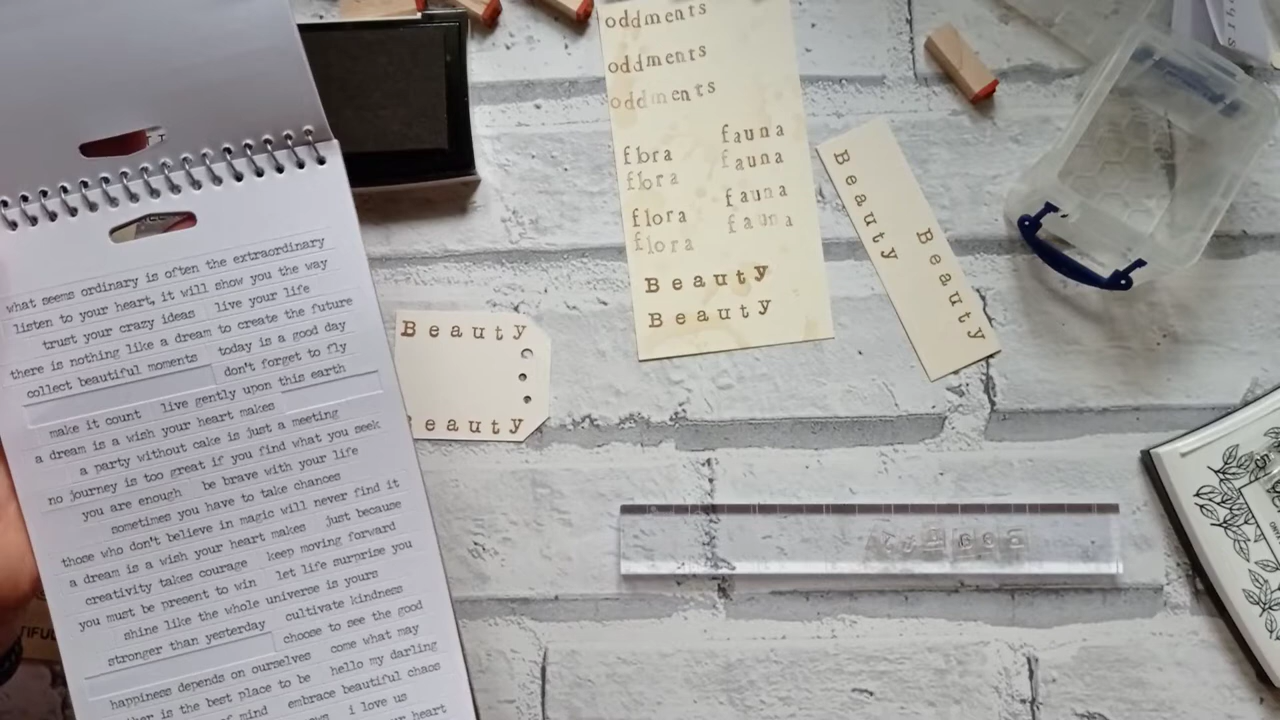 what seems ordinary is often the extraordinary
listen to your heart, it will show you the way
trust your crazy ideas live your life
there is nothing like a dream to create the future
collect beautiful moments today is a good day
don't forget to fly
make it count live gently upon this earth
a dream is a wish your heart makes
a party without cake is just a meeting
no journey is too great if you find what you seek
you are enough be brave with your life
sometimes you have to take chances
those who don't believe in magic will never find it
a dream is a wish your heart makes just because
creativity takes courage keep moving forward
you must be present to win let life surprise you
shine like the whole universe is yours
stronger than yesterday cultivate kindness
choose to see the good
happiness depends on ourselves come what may
is the best place to be hello my darling
of mind embrace beautiful chaos
i love us
heart
Beauty
eauty
oddments
oddments
oddments
fauna
flora fauna
flora
fauna
flora fauna
flora
Beauty
Beauty
Beauty
Beauty